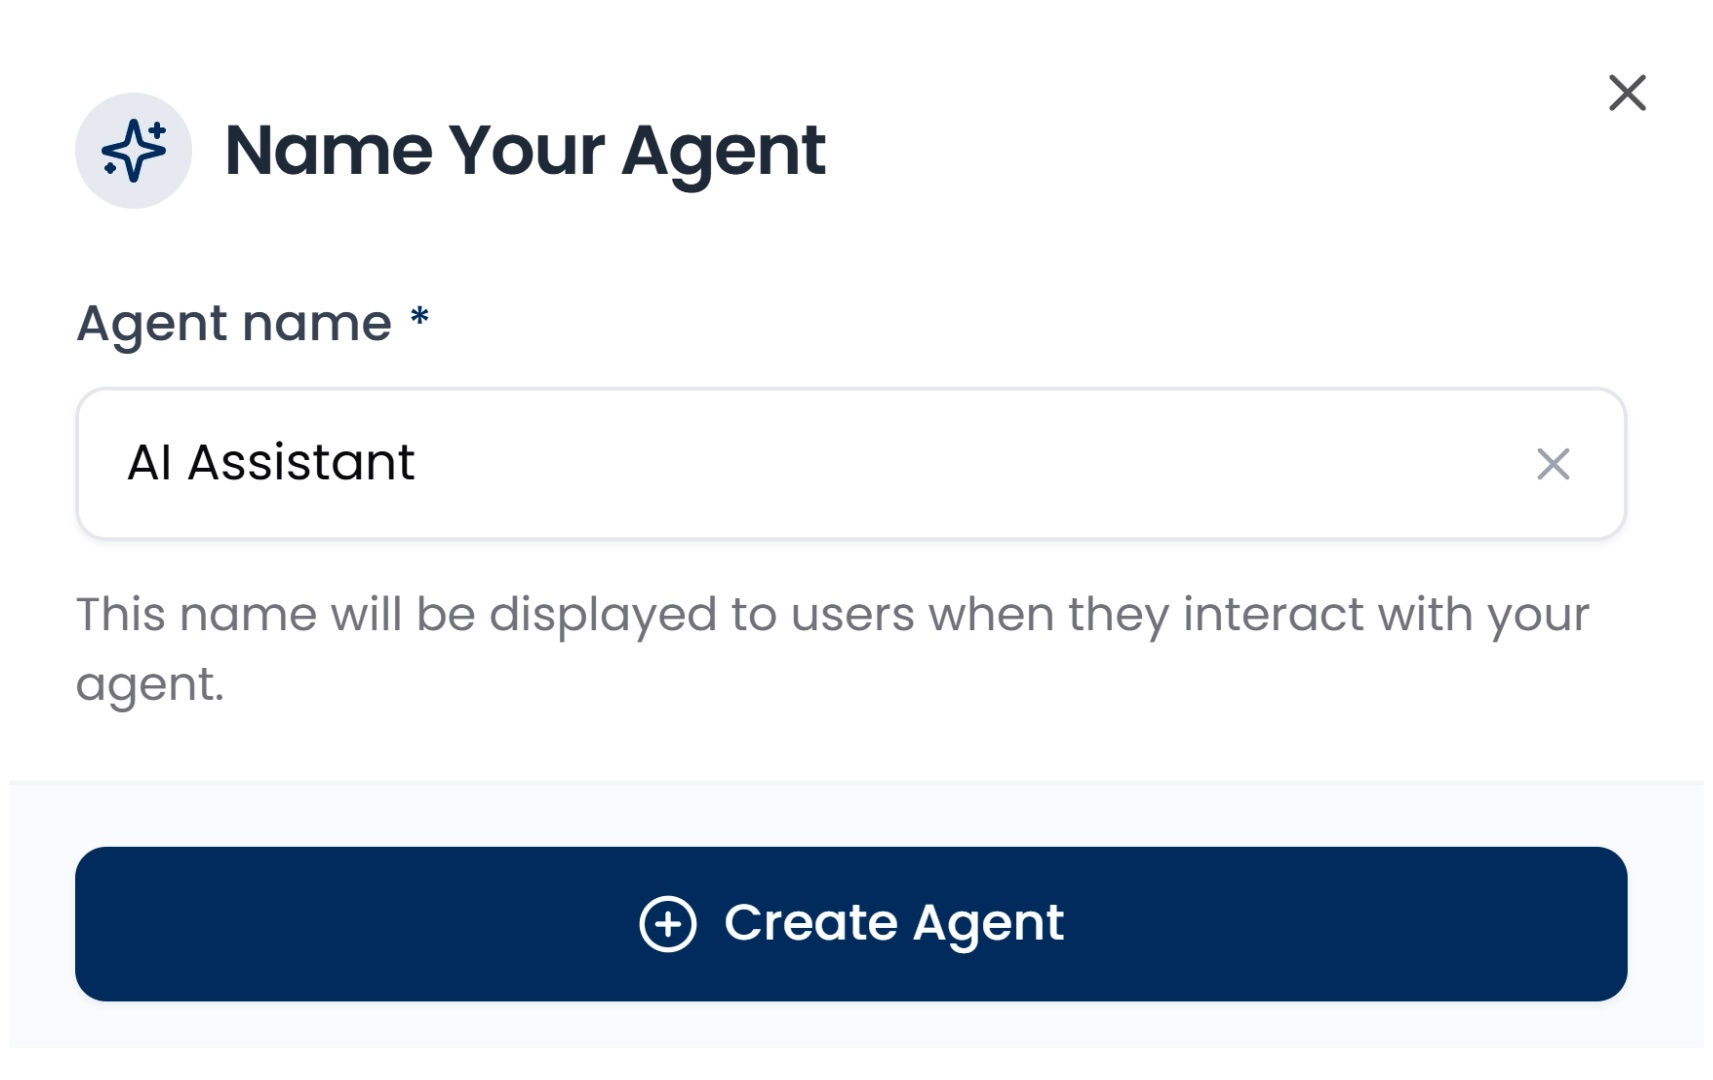 Name Your Agent
Agent name *
AI Assistant
This name will be displayed to users when they interact with your
agent.
Create Agent